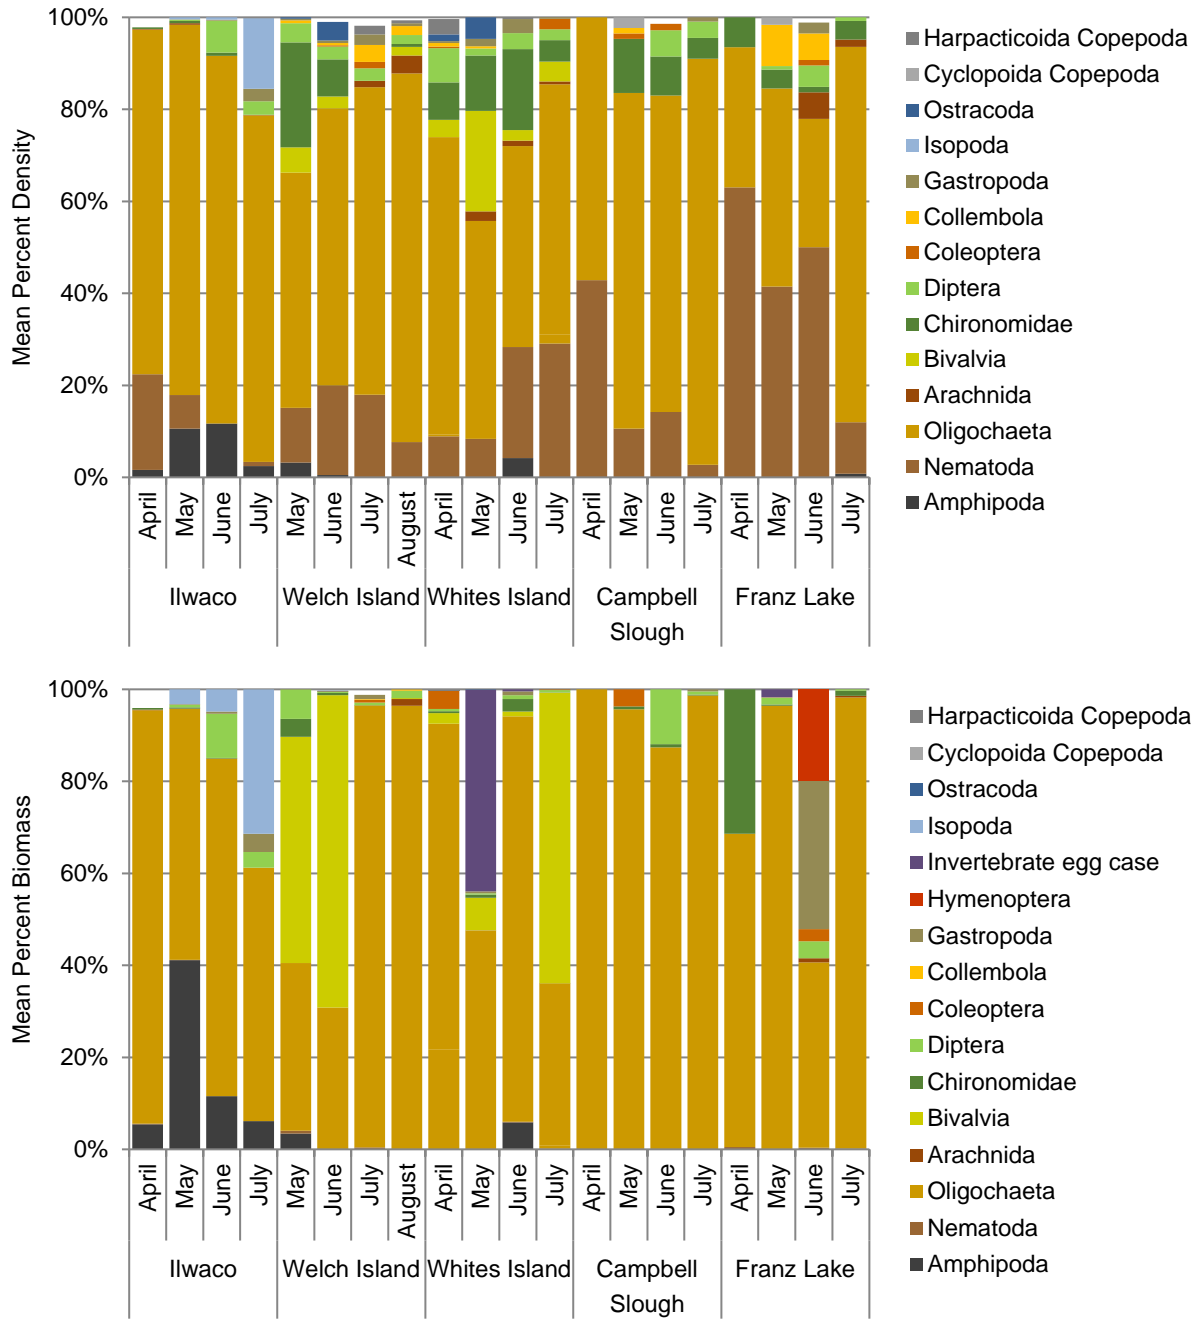 Mean Percent Density
100%
80%
60%
40%
20%
0%
April May June July May June July August April May June July April May June July April May June July
Ilwaco Welch Island Whites Island Campbell Slough Franz Lake
Harpacticoida Copepoda
Cyclopoida Copepoda
Ostracoda
Isopoda
Gastropoda
Collembola
Coleoptera
Diptera
Chironomidae
Bivalvia
Arachnida
Oligochaeta
Nematoda
Amphipoda
Mean Percent Biomass
100%
80%
60%
40%
20%
0%
April May June July May June July August April May June July April May June July April May June July
Ilwaco Welch Island Whites Island Campbell Slough Franz Lake
Harpacticoida Copepoda
Cyclopoida Copepoda
Ostracoda
Isopoda
Invertebrate egg case
Hymenoptera
Gastropoda
Collembola
Coleoptera
Diptera
Chironomidae
Bivalvia
Arachnida
Oligochaeta
Nematoda
Amphipoda